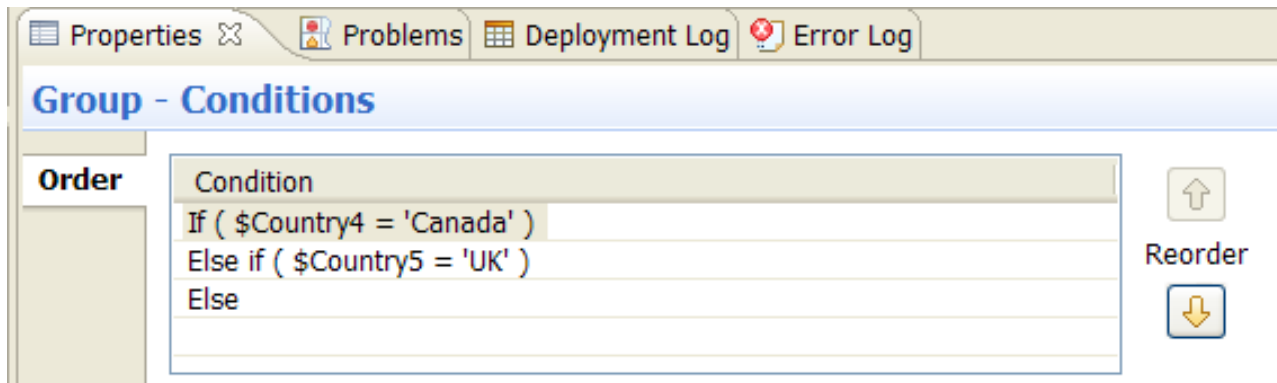 Properties Problems Deployment Log Error Log
Group - Conditions
Order
Condition
If ( $Country4 = 'Canada' )
Else if ( $Country5 = 'UK' )
Else
Reorder